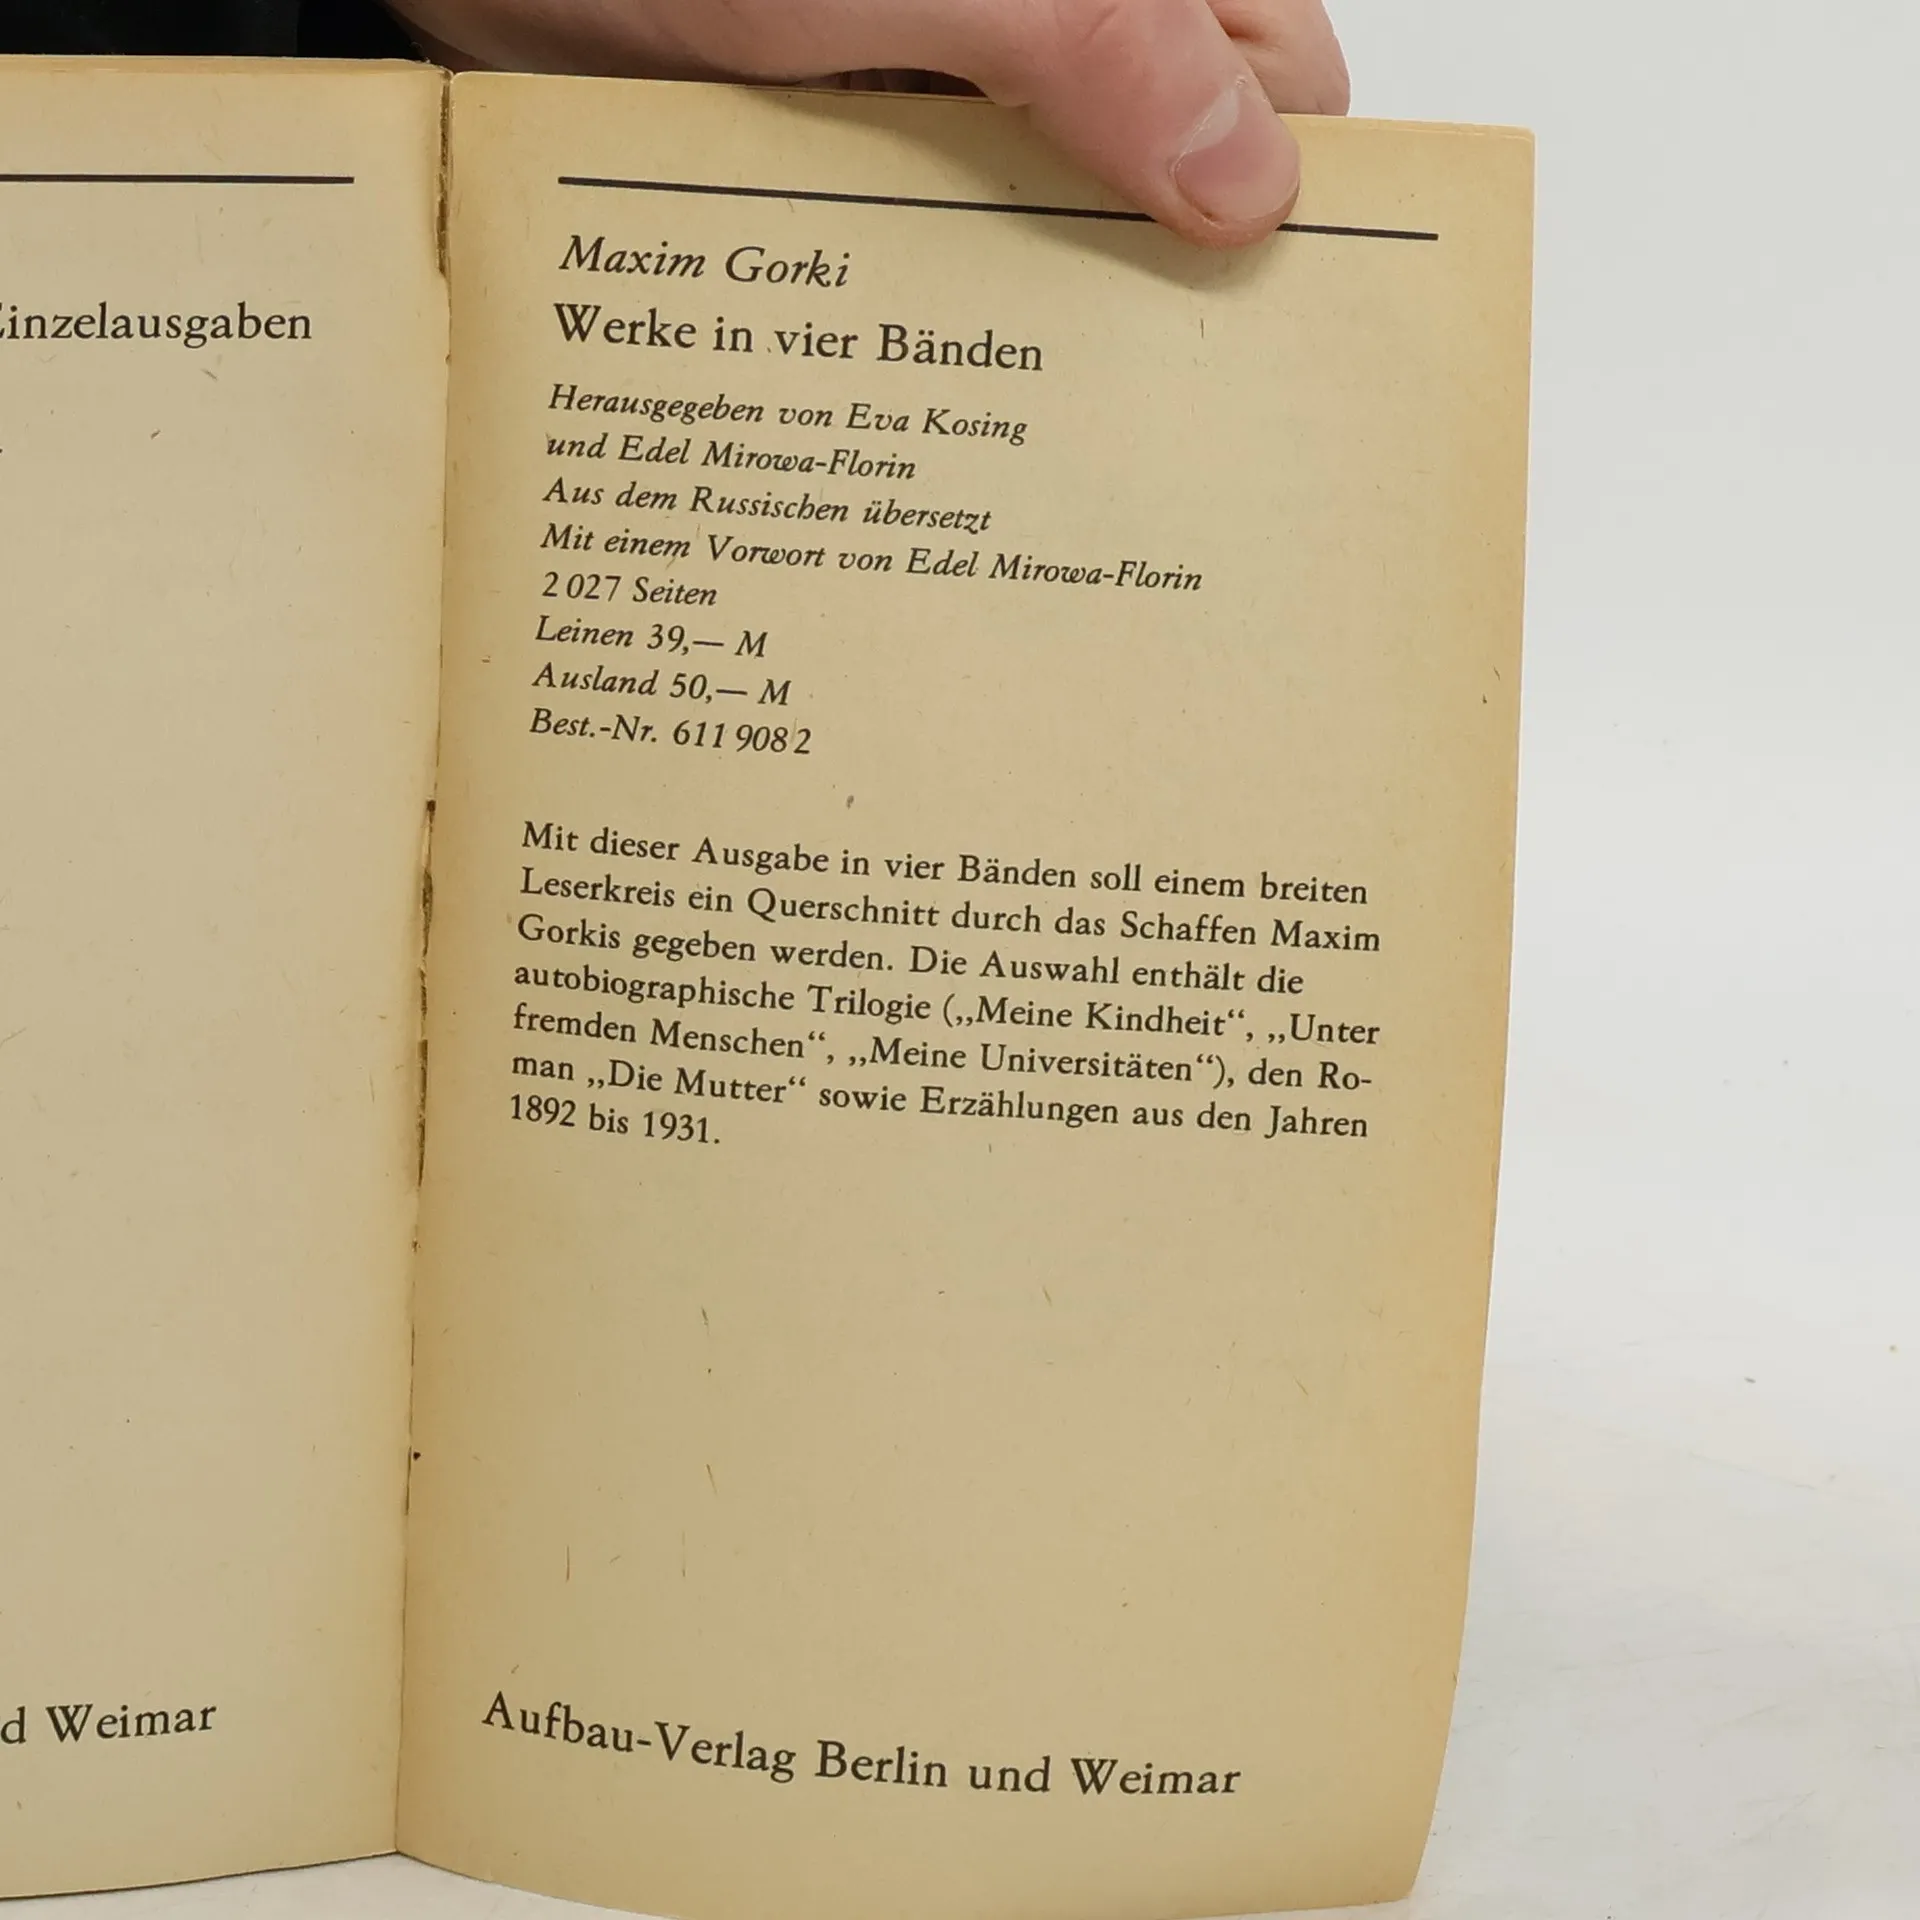 Einzelausgaben
d Weimar
Maxim Gorki
Werke in vier Bänden
Herausgegeben von Eva Kosing
und Edel Mirowa-Florin
Aus dem Russischen übersetzt
Mit einem Vorwort von Edel Mirowa-Florin
2 027 Seiten
Leinen 39,— M
Ausland 50,— M
Best.-Nr. 611 908 2
Mit dieser Ausgabe in vier Bänden soll einem breiten
Leserkreis ein Querschnitt durch das Schaffen Maxim
Gorkis gegeben werden. Die Auswahl enthält die
autobiographische Trilogie („Meine Kindheit“, „Unter
fremden Menschen“, „Meine Universitäten“), den Ro-
man „Die Mutter“ sowie Erzählungen aus den Jahren
1892 bis 1931.
Aufbau-Verlag Berlin und Weimar